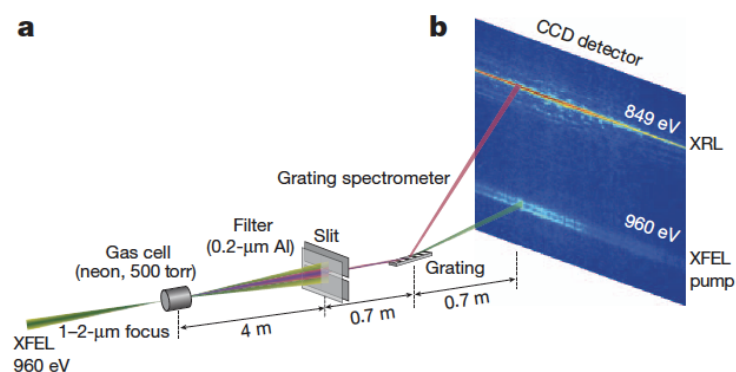 a
b
CCD detector
849 eV
XRL
Grating spectrometer
Filter
(0.2-μm Al)
Slit
960 eV
Gas cell
(neon, 500 torr)
Grating
XFEL
pump
1–2-μm focus
4 m
0.7 m
0.7 m
XFEL
960 eV